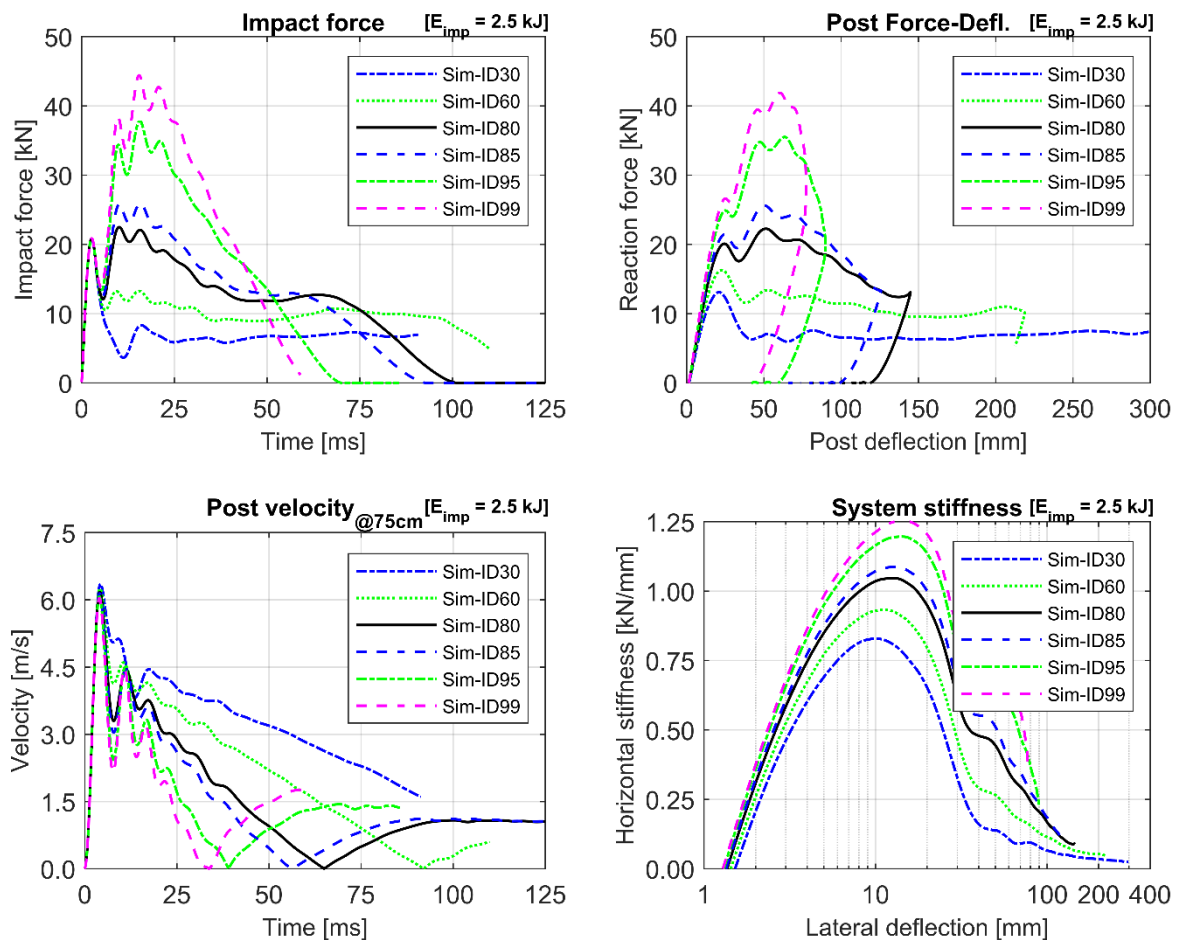 Impact force [E_imp = 2.5 kJ]
50
40
30
20
10
0
Impact force [kN]
Sim-ID30
Sim-ID60
Sim-ID80
Sim-ID85
Sim-ID95
Sim-ID99
0 25 50 75 100 125
Time [ms]
Post Force-Defl. [E_imp = 2.5 kJ]
50
40
30
20
10
0
Reaction force [kN]
Sim-ID30
Sim-ID60
Sim-ID80
Sim-ID85
Sim-ID95
Sim-ID99
0 50 100 150 200 250 300
Post deflection [mm]
Post velocity @75cm [E_imp = 2.5 kJ]
7.5
6.0
4.5
3.0
1.5
0.0
Velocity [m/s]
Sim-ID30
Sim-ID60
Sim-ID80
Sim-ID85
Sim-ID95
Sim-ID99
0 25 50 75 100 125
Time [ms]
System stiffness [E_imp = 2.5 kJ]
1.25
1.00
0.75
0.50
0.25
0.00
Horizontal stiffness [kN/mm]
Sim-ID30
Sim-ID60
Sim-ID80
Sim-ID85
Sim-ID95
Sim-ID99
1 10 100 200 400
Lateral deflection [mm]